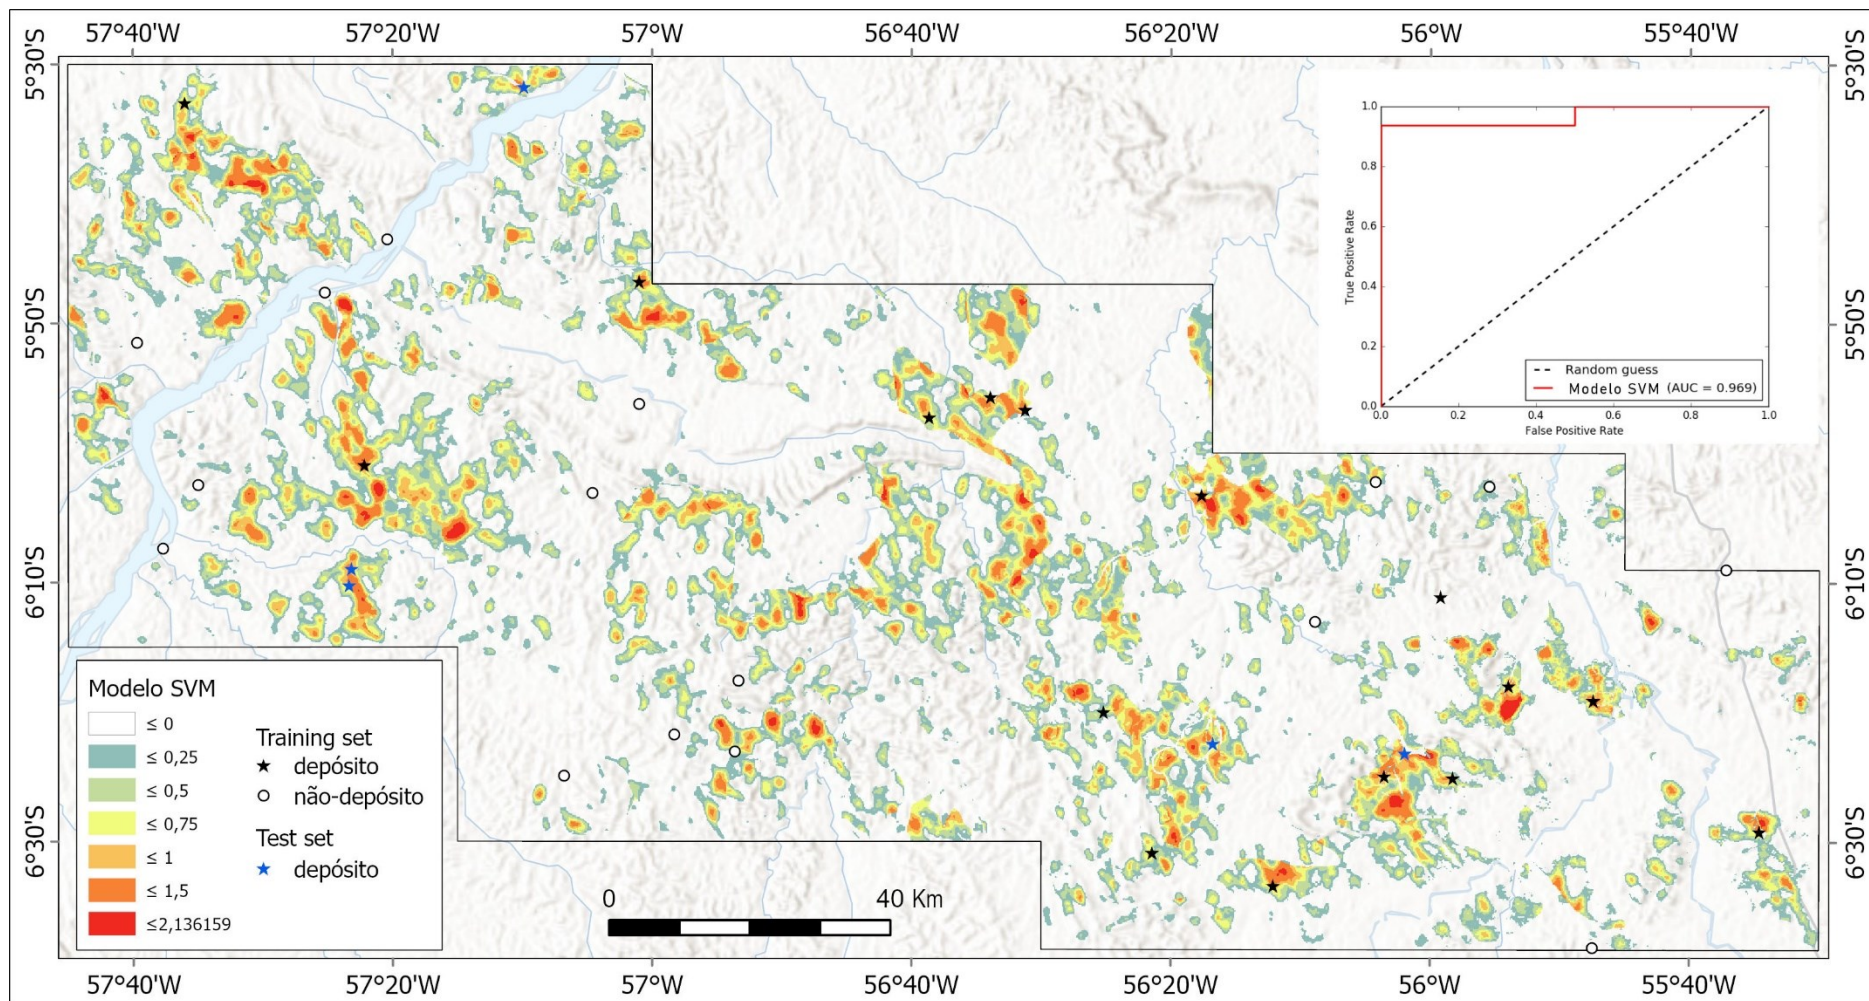 57°40'W 57°20'W 57°W 56°40'W 56°20'W 56°W 55°40'W
5°30'S
5°30'S
5°50'S
5°50'S
6°10'S
6°10'S
6°30'S
6°30'S
1.0
0.8
0.6
0.4
0.2
0.0
True Positive Rate
Random guess
Modelo SVM (AUC = 0.969)
0.0 0.2 0.4 0.6 0.8 1.0
False Positive Rate
Modelo SVM
≤ 0
≤ 0,25
≤ 0,5
≤ 0,75
≤ 1
≤ 1,5
≤2,136159
Training set
depósito
não-depósito
Test set
depósito
0 40 Km
57°40'W 57°20'W 57°W 56°40'W 56°20'W 56°W 55°40'W